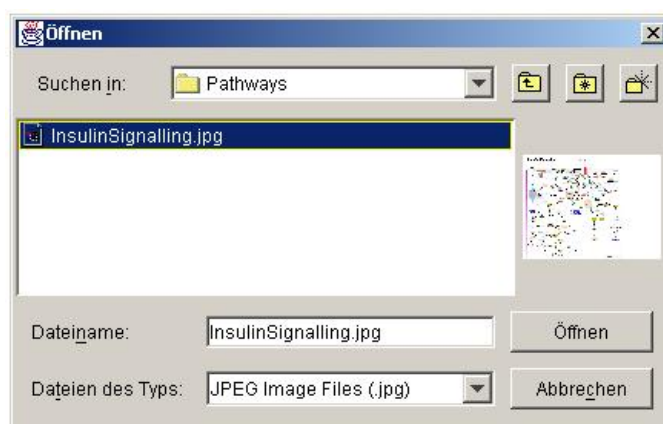 Öffnen
Suchen in: Pathways
InsulinSignalling.jpg
Dateiname: InsulinSignalling.jpg Öffnen
Dateien des Typs: JPEG Image Files (.jpg) Abbrechen